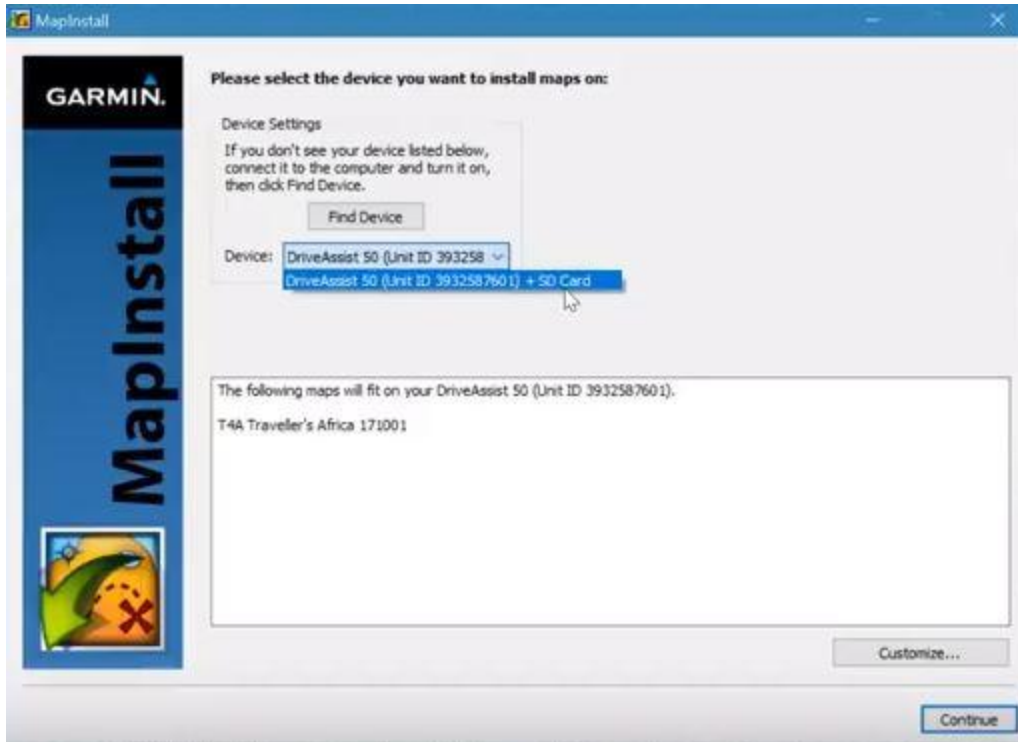 MapInstall
GARMIN.
MapInstall
Please select the device you want to install maps on:
Device Settings
If you don't see your device listed below,
connect it to the computer and turn it on,
then click Find Device.
Find Device
Device: DriveAssist 50 (Unit ID 393258
DriveAssist 50 (Unit ID 3932587601) + SD Card
The following maps will fit on your DriveAssist 50 (Unit ID 3932587601).
T4A Traveller's Africa 171001
Customize...
Continue